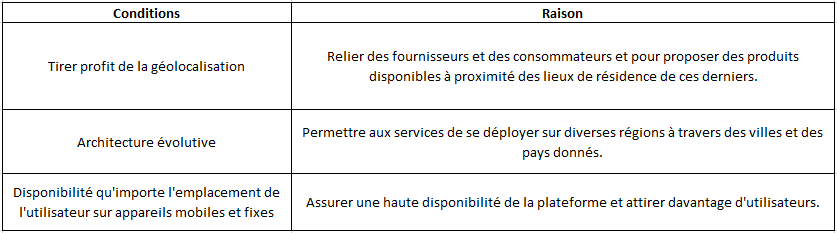 Conditions
Raison
Tirer profit de la géolocalisation
Relier des fournisseurs et des consommateurs et pour proposer des produits
disponibles à proximité des lieux de résidence de ces derniers.
Architecture évolutive
Permettre aux services de se déployer sur diverses régions à travers des villes et des
pays donnés.
Disponibilité qu'importe l'emplacement de
l'utilisateur sur appareils mobiles et fixes
Assurer une haute disponibilité de la plateforme et attirer davantage d'utilisateurs.